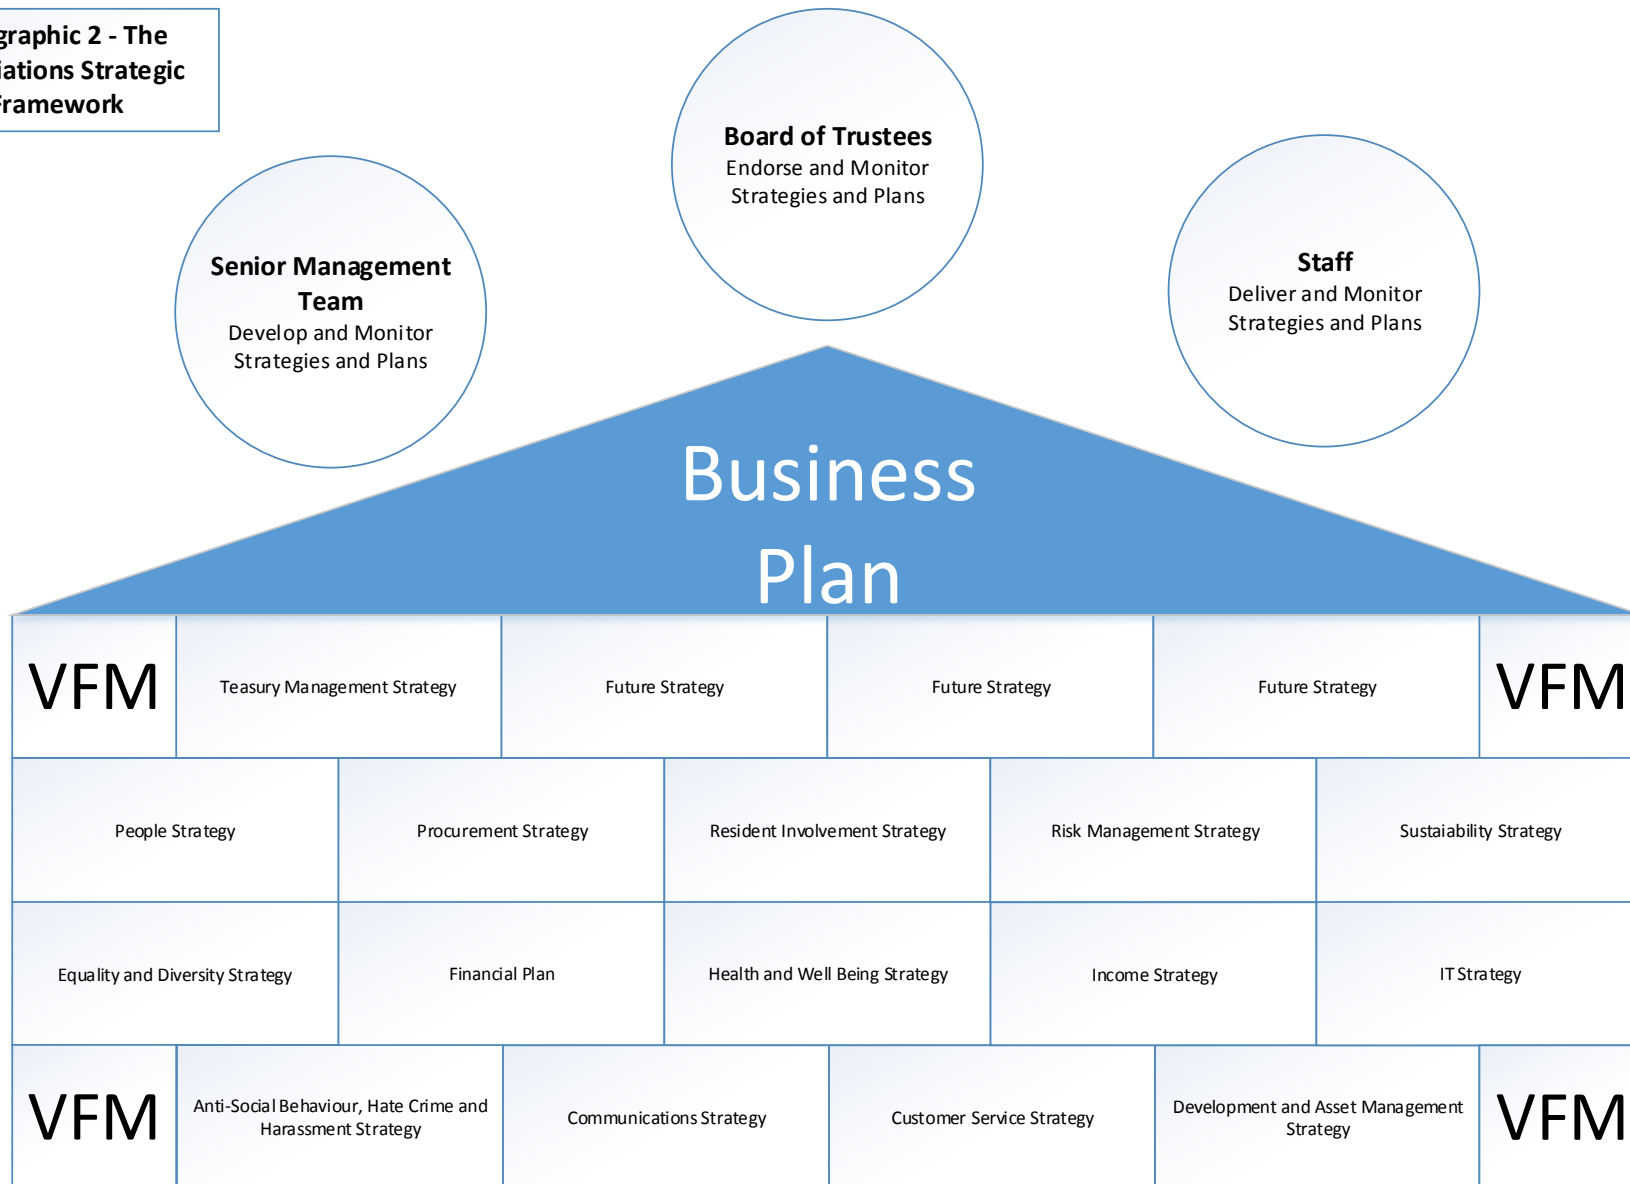 graphic 2 - The
iations Strategic
Framework
Board of Trustees
Endorse and Monitor
Strategies and Plans
Senior Management
Team
Develop and Monitor
Strategies and Plans
Staff
Deliver and Monitor
Strategies and Plans
Business
Plan
VFM
Teasury Management Strategy
Future Strategy
Future Strategy
Future Strategy
VFM
People Strategy
Procurement Strategy
Resident Involvement Strategy
Risk Management Strategy
Sustaiability Strategy
Equality and Diversity Strategy
Financial Plan
Health and Well Being Strategy
Income Strategy
IT Strategy
VFM
Anti-Social Behaviour, Hate Crime and
Harassment Strategy
Communications Strategy
Customer Service Strategy
Development and Asset Management
Strategy
VFM